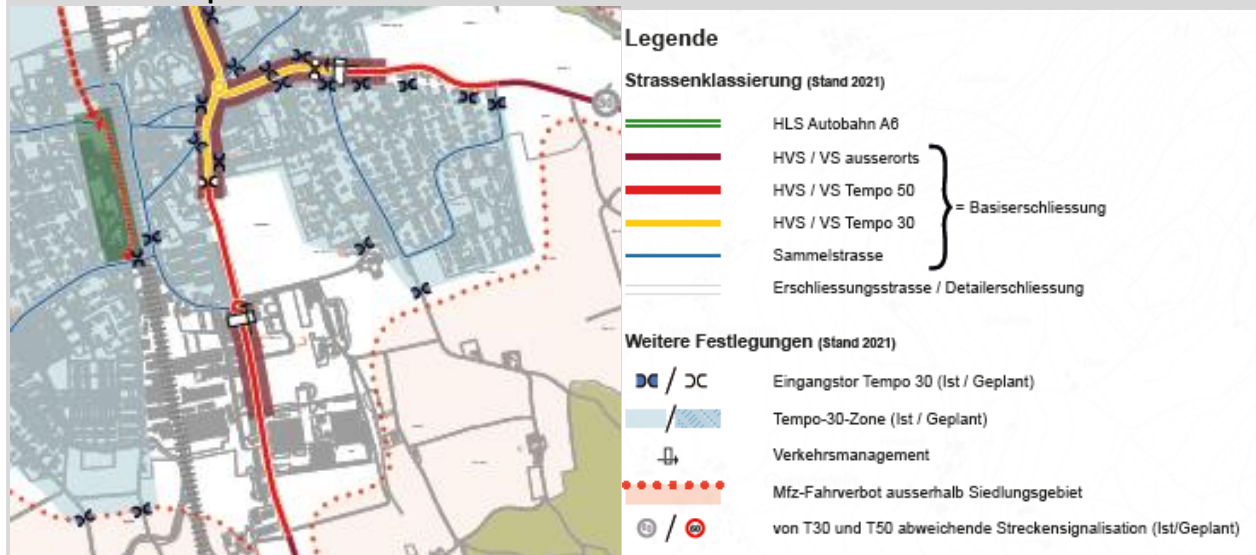 Legende
Strassenklassierung (Stand 2021)
HLS Autobahn A6
HVS / VS ausserorts
HVS / VS Tempo 50
= Basiserschliessung
HVS / VS Tempo 30
Sammelstrasse
Erschliessungsstrasse / Detailerschliessung
Weitere Festlegungen (Stand 2021)
/ Eingangstor Tempo 30 (Ist / Geplant)
/ Tempo-30-Zone (Ist / Geplant)
Verkehrsmanagement
Mfz-Fahrverbot ausserhalb Siedlungsgebiet
/ 60 von T30 und T50 abweichende Streckensignalisation (Ist/Geplant)